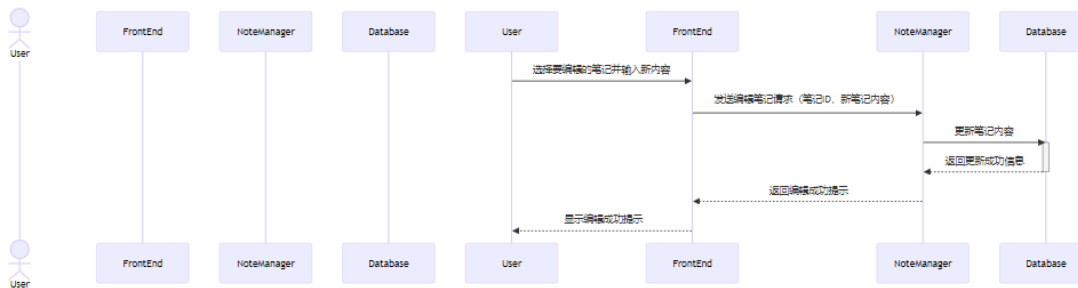 User
FrontEnd
NoteManager
Database
User
FrontEnd
NoteManager
Database
选择要编辑的笔记并输入新内容
发送编辑笔记请求（笔记ID、新笔记内容）
更新笔记内容
返回更新成功信息
返回编辑成功提示
显示编辑成功提示
FrontEnd
NoteManager
Database
User
FrontEnd
NoteManager
Database
User